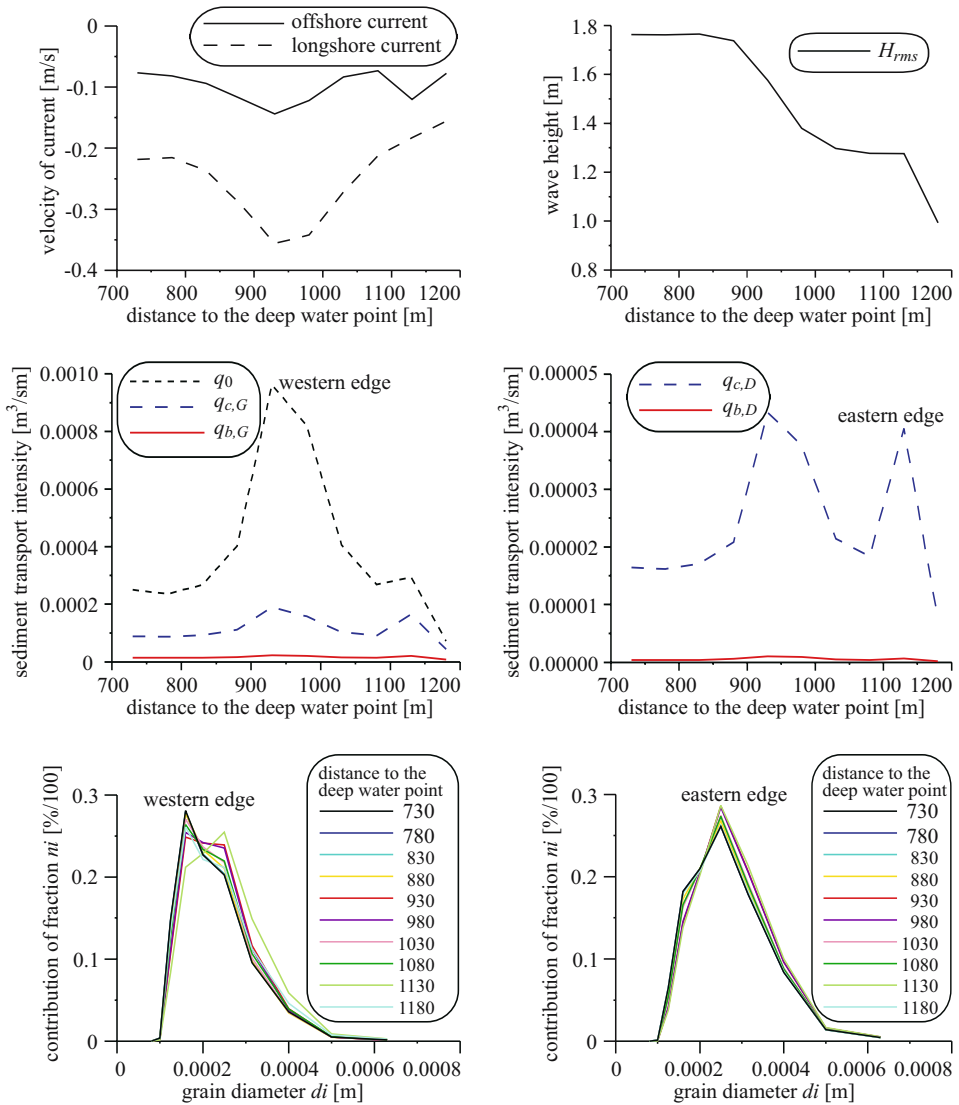 offshore current
longshore current
velocity of current [m/s]
0
-0.1
-0.2
-0.3
-0.4
700 800 900 1000 1100 1200
distance to the deep water point [m]
H_rms
wave height [m]
1.8
1.6
1.4
1.2
1.0
0.8
700 800 900 1000 1100 1200
distance to the deep water point [m]
q0
qc,G
qb,G
western edge
sediment transport intensity [m³/sm]
0.0010
0.0008
0.0006
0.0004
0.0002
0
700 800 900 1000 1100 1200
distance to the deep water point [m]
qc,D
qb,D
eastern edge
sediment transport intensity [m³/sm]
0.00005
0.00004
0.00003
0.00002
0.00001
0.00000
700 800 900 1000 1100 1200
distance to the deep water point [m]
western edge
contribution of fraction ni [%/100]
0.3
0.2
0.1
0
0 0.0002 0.0004 0.0006 0.0008
grain diameter di [m]
distance to the
deep water point
730
780
830
880
930
980
1030
1080
1130
1180
eastern edge
contribution of fraction ni [%/100]
0.3
0.2
0.1
0
0 0.0002 0.0004 0.0006 0.0008
grain diameter di [m]
distance to the
deep water point
730
780
830
880
930
980
1030
1080
1130
1180